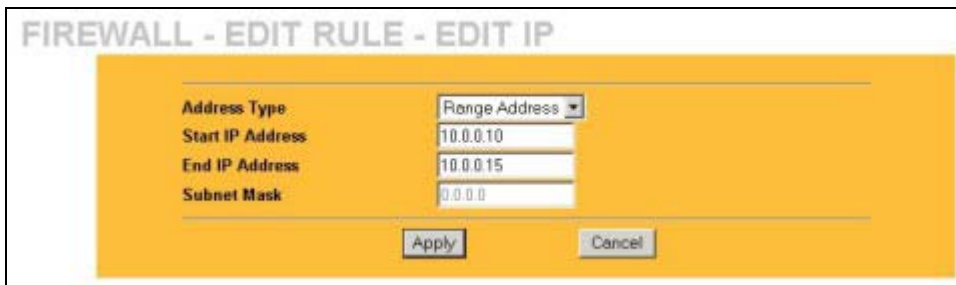 FIREWALL - EDIT RULE - EDIT IP
Address Type Range Address
Start IP Address 10.0.0.10
End IP Address 10.0.0.15
Subnet Mask 0.0.0.0
Apply Cancel